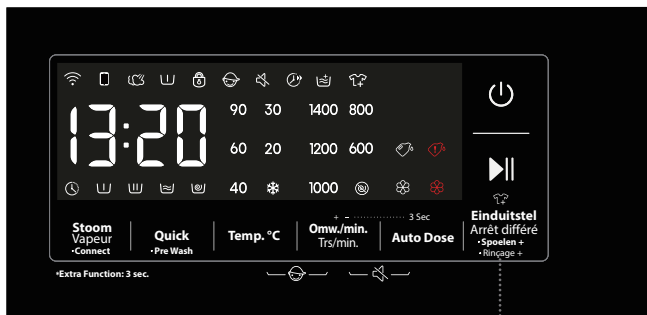 13:20
90 30 1400 800
60 20 1200 600
40 1000
+ - 3 Sec
Stoom
Vapeur
•Connect
Quick
•Pre Wash
Temp. °C
Omw./min.
Trs/min.
Auto Dose
Einduitstel
Arrêt différé
•Spoelen +
•Rinçage +
*Extra Function: 3 sec.